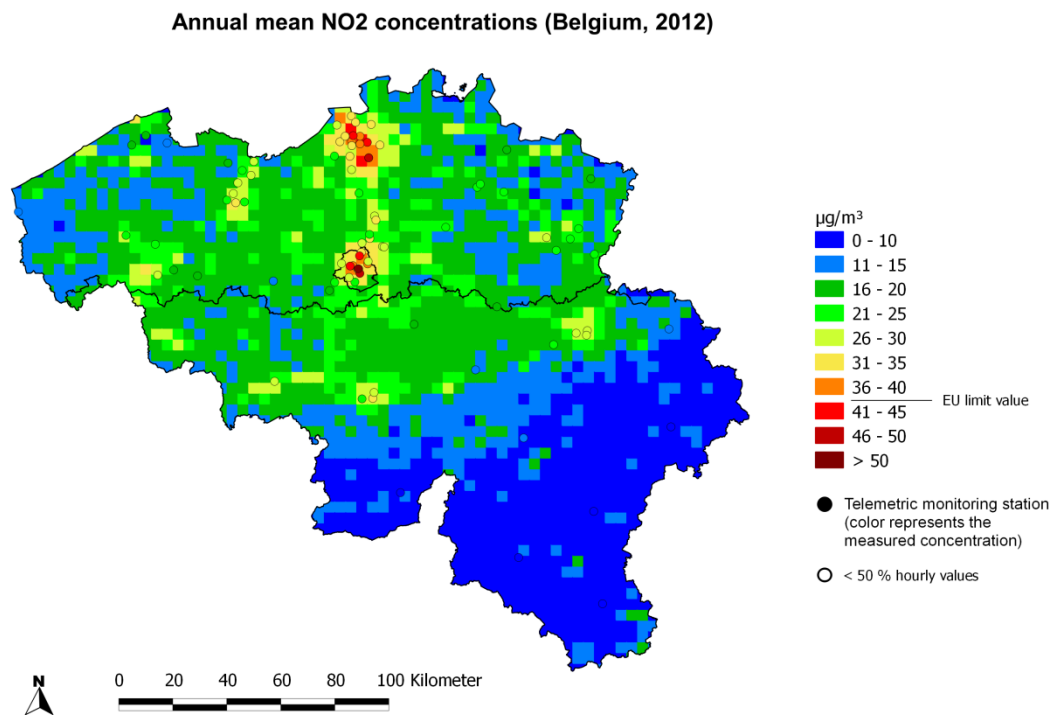 Annual mean NO2 concentrations (Belgium, 2012)
µg/m³
0 - 10
11 - 15
16 - 20
21 - 25
26 - 30
31 - 35
36 - 40
EU limit value
41 - 45
46 - 50
> 50
Telemetric monitoring station
(color represents the
measured concentration)
< 50 % hourly values
N
0 20 40 60 80 100 Kilometer